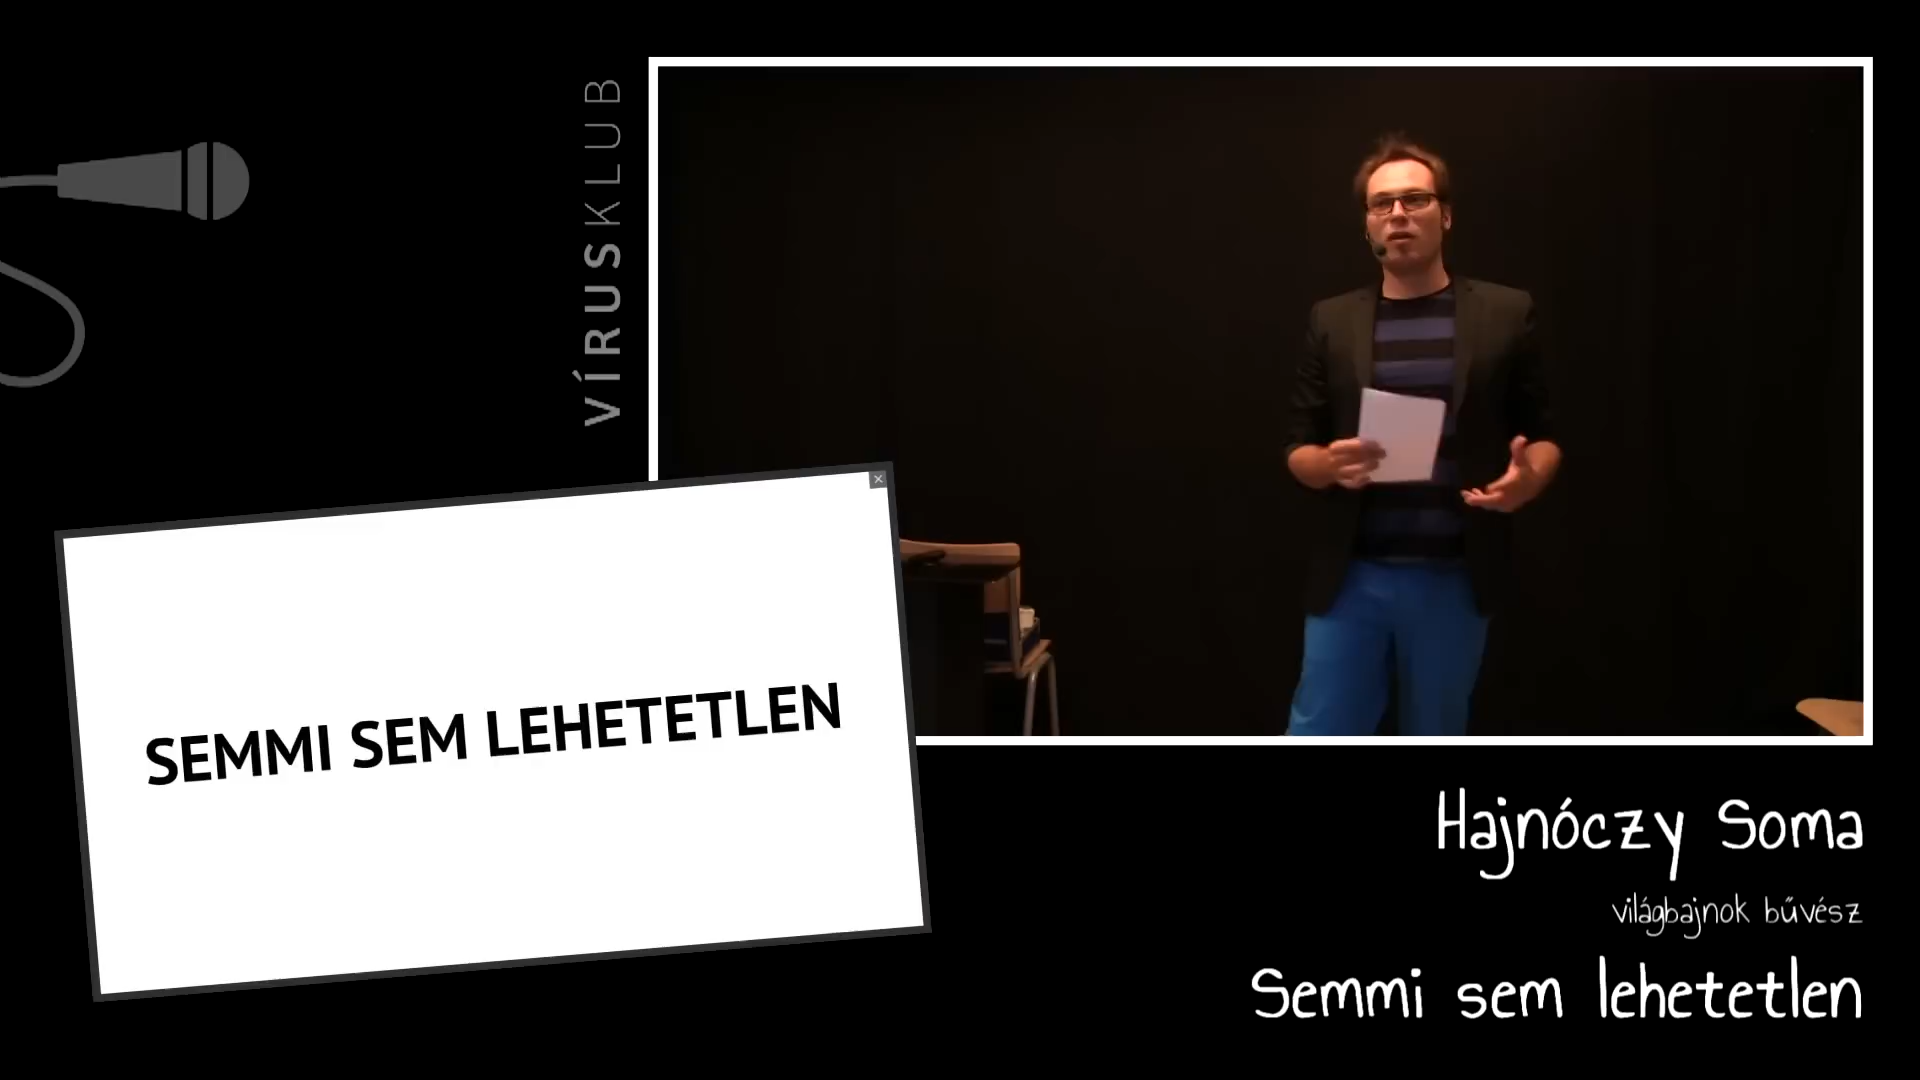 VÍRUSKLUB
SEMMI SEM LEHETETLEN
Hajnóczy Soma
világbajnok bűvész
Semmi sem lehetetlen